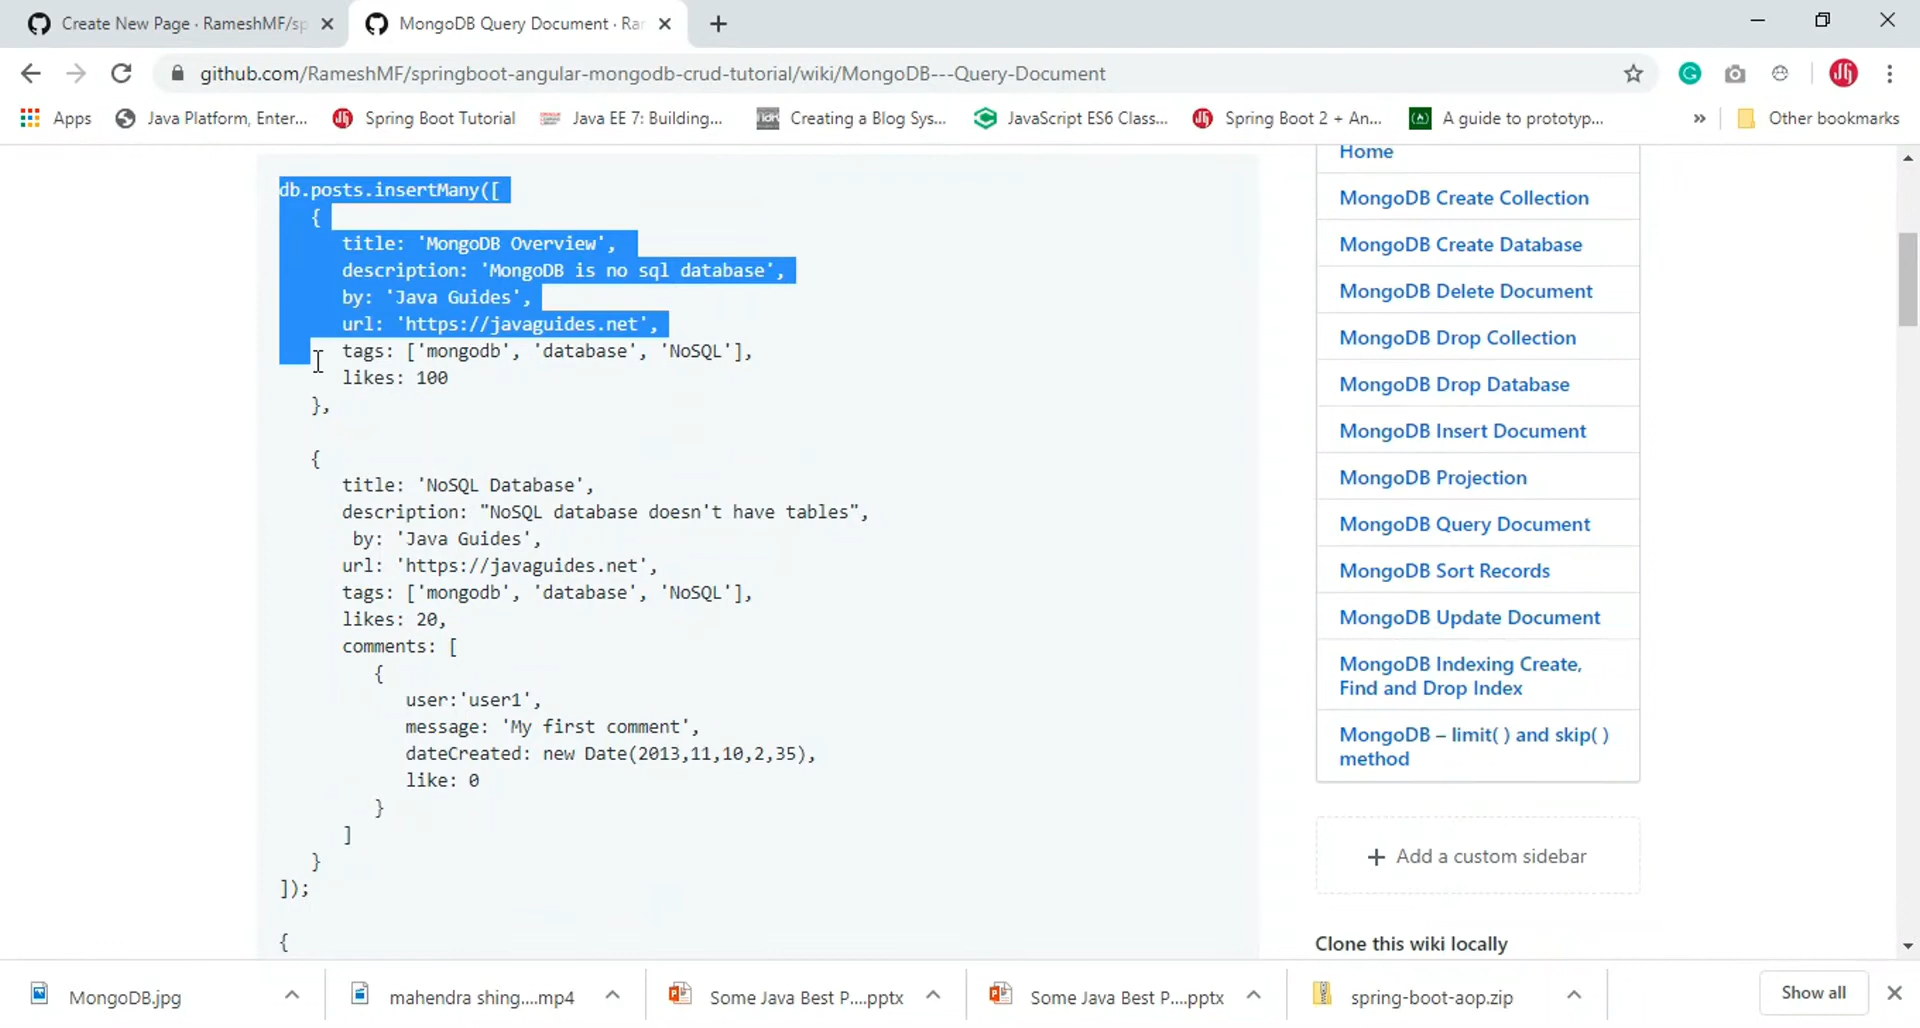 Create New Page · RameshMF/sp
MongoDB Query Document · Ra
github.com/RameshMF/springboot-angular-mongodb-crud-tutorial/wiki/MongoDB---Query-Document
Apps
Java Platform, Enter...
Spring Boot Tutorial
Java EE 7: Building...
Creating a Blog Sys...
JavaScript ES6 Class...
Spring Boot 2 + An...
A guide to prototyp...
»
Other bookmarks
db.posts.insertMany([
{
title: 'MongoDB Overview',
description: 'MongoDB is no sql database',
by: 'Java Guides',
url: 'https://javaguides.net',
tags: ['mongodb', 'database', 'NoSQL'],
likes: 100
},
{
title: 'NoSQL Database',
description: "NoSQL database doesn't have tables",
by: 'Java Guides',
url: 'https://javaguides.net',
tags: ['mongodb', 'database', 'NoSQL'],
likes: 20,
comments: [
{
user:'user1',
message: 'My first comment',
dateCreated: new Date(2013,11,10,2,35),
like: 0
}
]
}
]);
{
Home
MongoDB Create Collection
MongoDB Create Database
MongoDB Delete Document
MongoDB Drop Collection
MongoDB Drop Database
MongoDB Insert Document
MongoDB Projection
MongoDB Query Document
MongoDB Sort Records
MongoDB Update Document
MongoDB Indexing Create,
Find and Drop Index
MongoDB – limit( ) and skip( )
method
+ Add a custom sidebar
Clone this wiki locally
MongoDB.jpg
mahendra shing....mp4
Some Java Best P....pptx
Some Java Best P....pptx
spring-boot-aop.zip
Show all